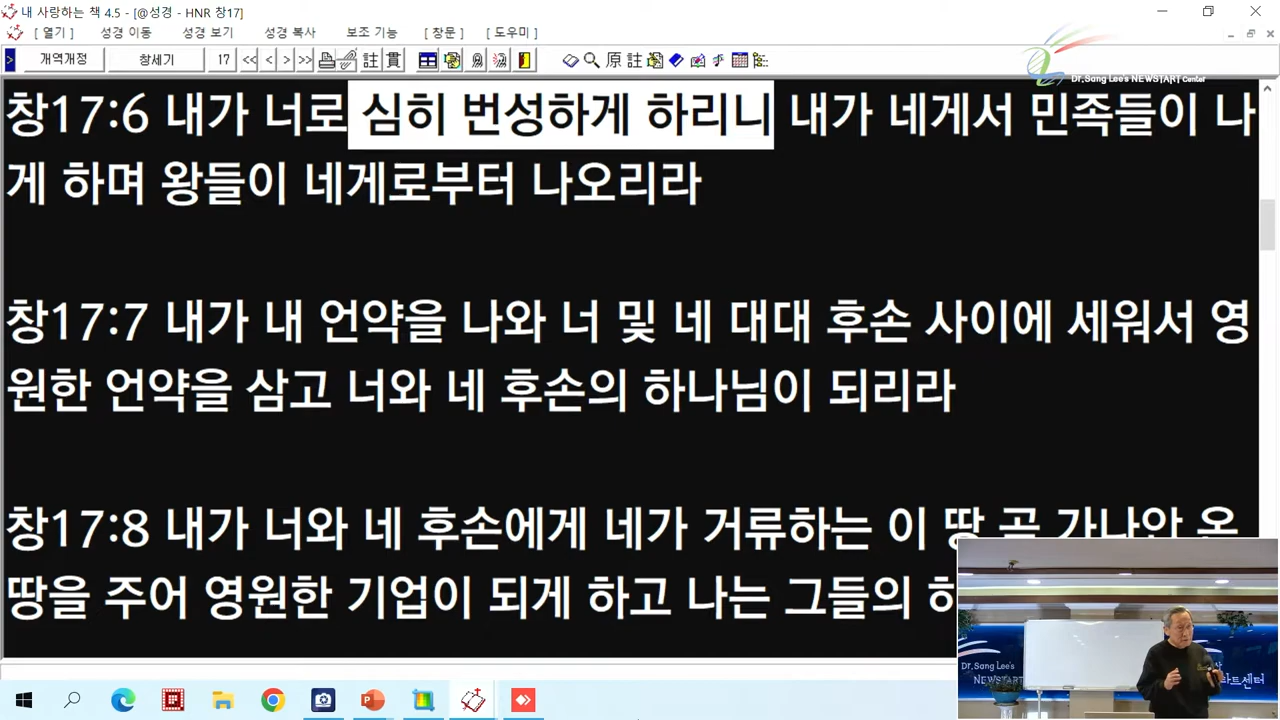 내 사랑하는 책 4.5 - [@성경 - HNR 창17]
[ 열기 ] 성경 이동 성경 보기 성경 복사 보조 기능 [ 창문 ] [ 도우미 ]
개역개정 창세기 17 << < > >> 註 貫 原 註
Dr.Sang Lee's NEWSTART Center
창17:6 내가 너로 심히 번성하게 하리니 내가 네게서 민족들이 나
게 하며 왕들이 네게로부터 나오리라
창17:7 내가 내 언약을 나와 너 및 네 대대 후손 사이에 세워서 영
원한 언약을 삼고 너와 네 후손의 하나님이 되리라
창17:8 내가 너와 네 후손에게 네가 거류하는 이 땅 곧 가나안 온
땅을 주어 영원한 기업이 되게 하고 나는 그들의 하
Dr.Sang Lee's
NEWSTAR
타트센터